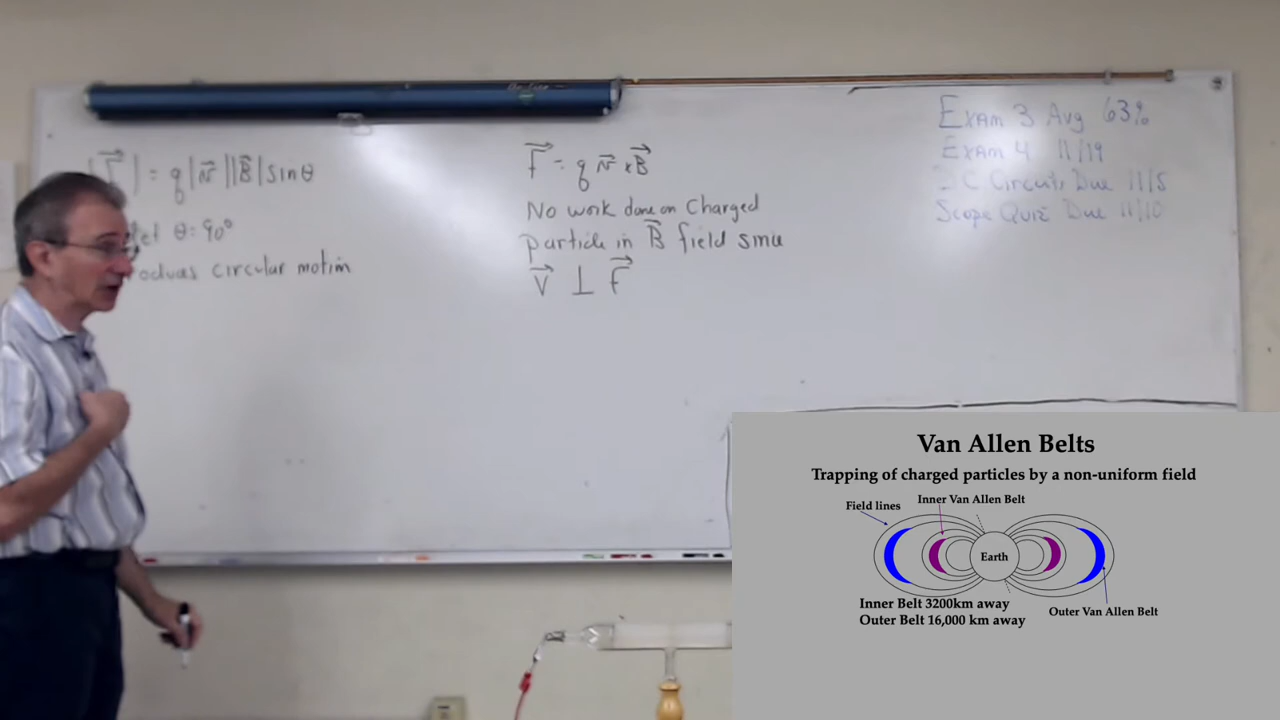 |F⃗| = q|v⃗||B⃗|sinθ
let θ=90°
oduces circular motion
F⃗ = q v⃗ x B⃗
No work done on Charged
particle in B⃗ field since
V⃗ ⊥ F⃗
Exam 3 Avg 63%
Exam 4 11/19
DC Circuits Due 11/5
Scope Quiz Due 11/10
Van Allen Belts
Trapping of charged particles by a non-uniform field
Inner Van Allen Belt
Field lines
Earth
Inner Belt 3200km away
Outer Belt 16,000 km away
Outer Van Allen Belt